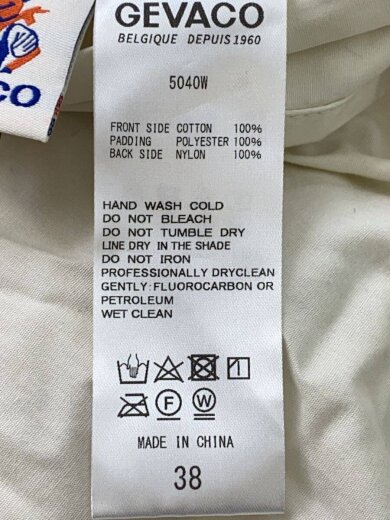 GEVACO
BELGIQUE DEPUIS 1960
CO
5040W
FRONT SIDE COTTON 100%
PADDING POLYESTER 100%
BACK SIDE NYLON 100%
HAND WASH COLD
DO NOT BLEACH
DO NOT TUMBLE DRY
LINE DRY IN THE SHADE
DO NOT IRON
PROFESSIONALLY DRYCLEAN
GENTLY:FLUOROCARBON OR
PETROLEUM
WET CLEAN
F W
MADE IN CHINA
38